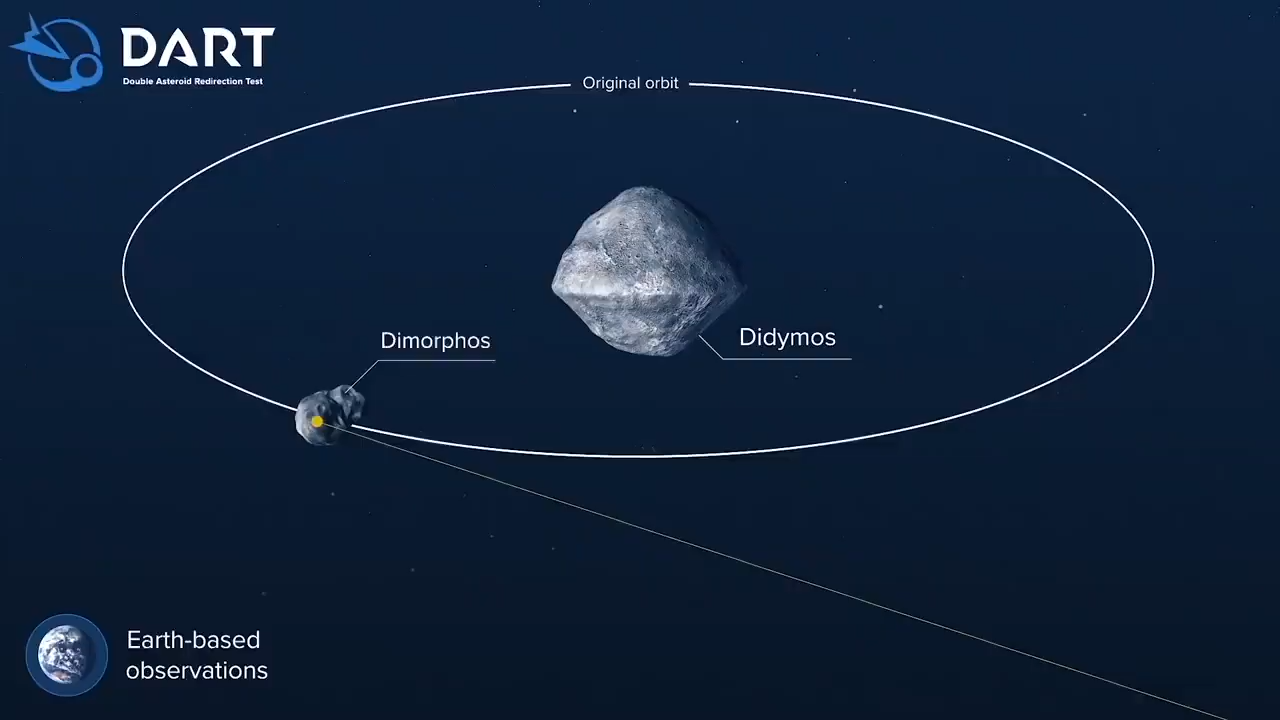 DART
Double Asteroid Redirection Test
Original orbit
Dimorphos
Didymos
Earth-based
observations